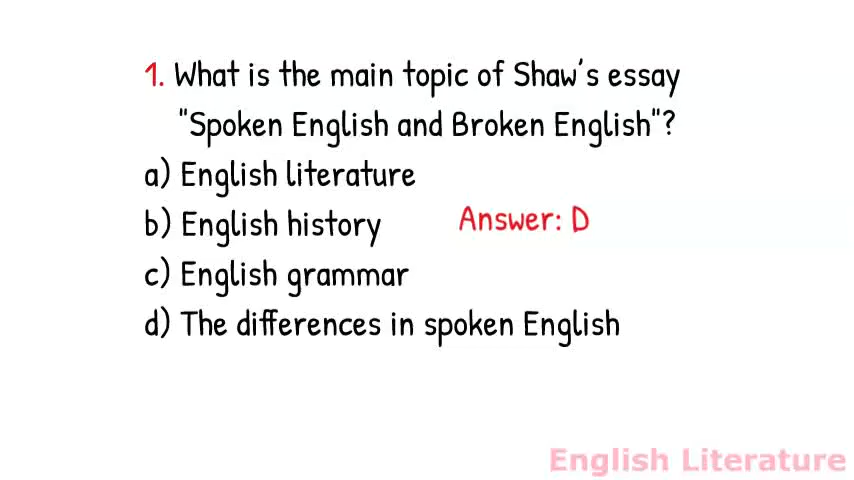 1. What is the main topic of Shaw's essay
"Spoken English and Broken English"?
a) English literature
b) English history
Answer: D
c) English grammar
d) The differences in spoken English
English Literature